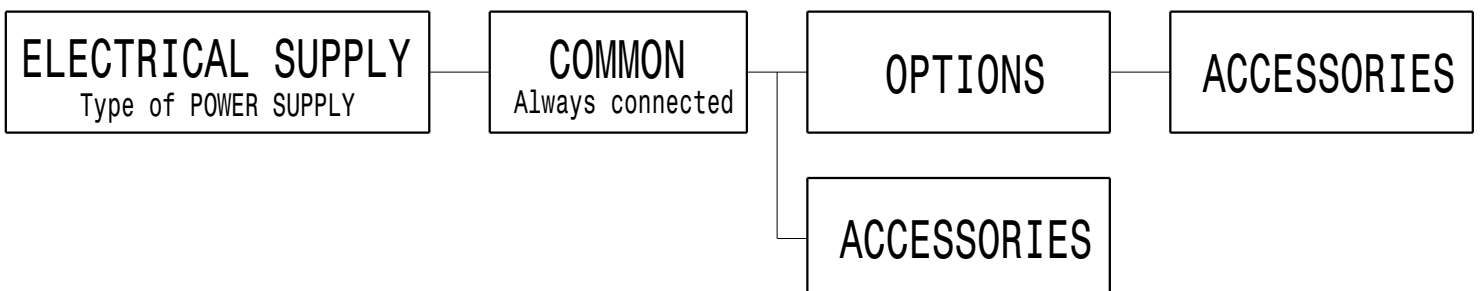 ELECTRICAL SUPPLY
Type of POWER SUPPLY
COMMON
Always connected
OPTIONS
ACCESSORIES
ACCESSORIES